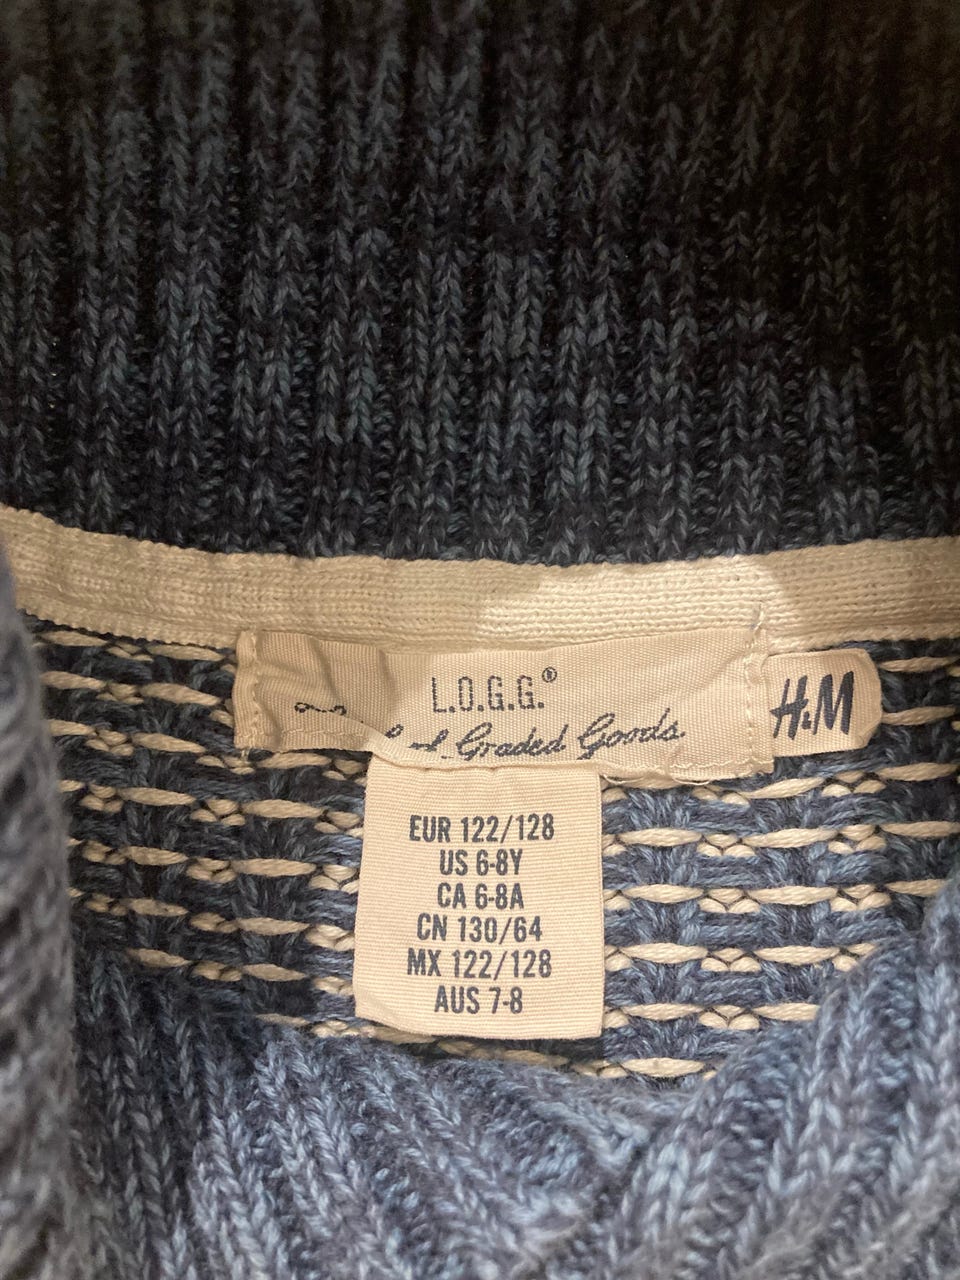 L.O.G.G.®
of Graded Goods.
H&M
EUR 122/128
US 6-8Y
CA 6-8A
CN 130/64
MX 122/128
AUS 7-8